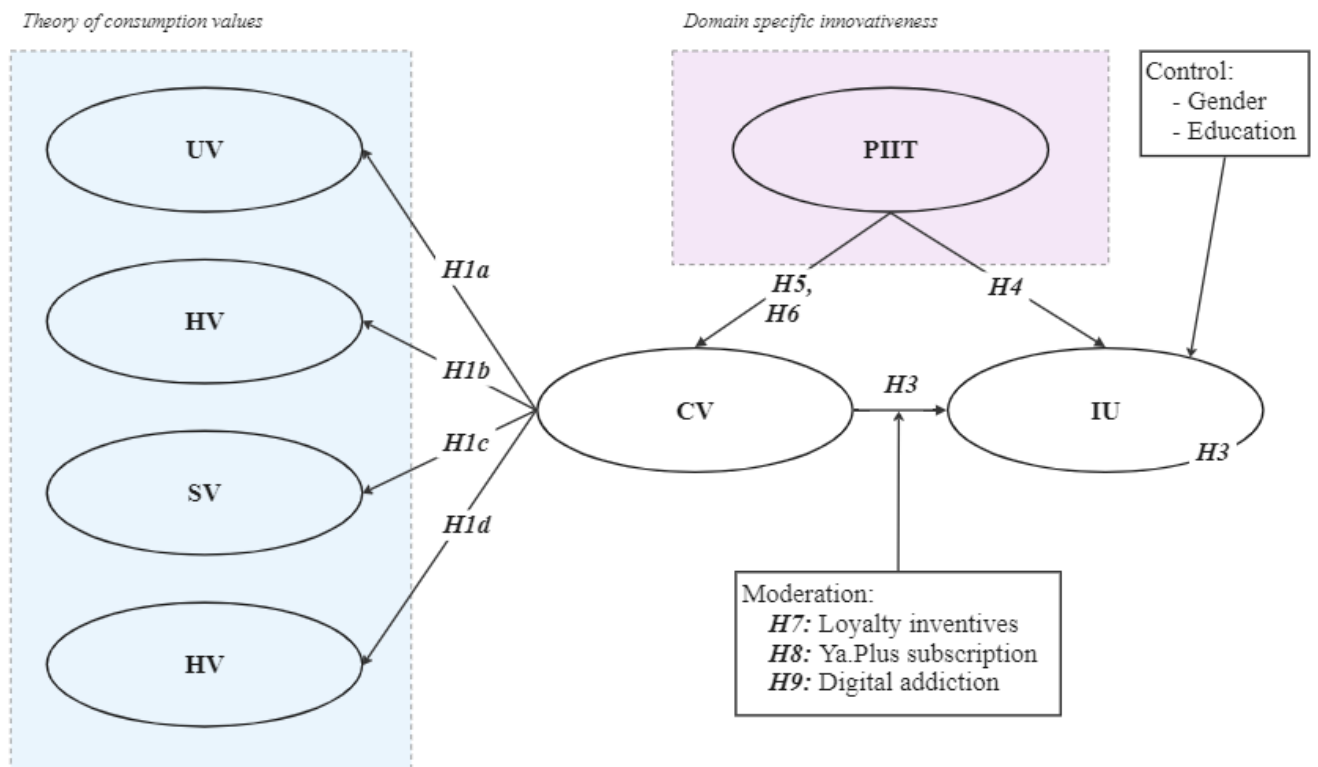 Theory of consumption values
Domain specific innovativeness
Control:
- Gender
- Education
UV
PIIT
H1a
H5,
H6
H4
HV
H1b
H3
CV
IU
H1c
H3
SV
H1d
Moderation:
H7: Loyalty inventives
H8: Ya.Plus subscription
H9: Digital addiction
HV